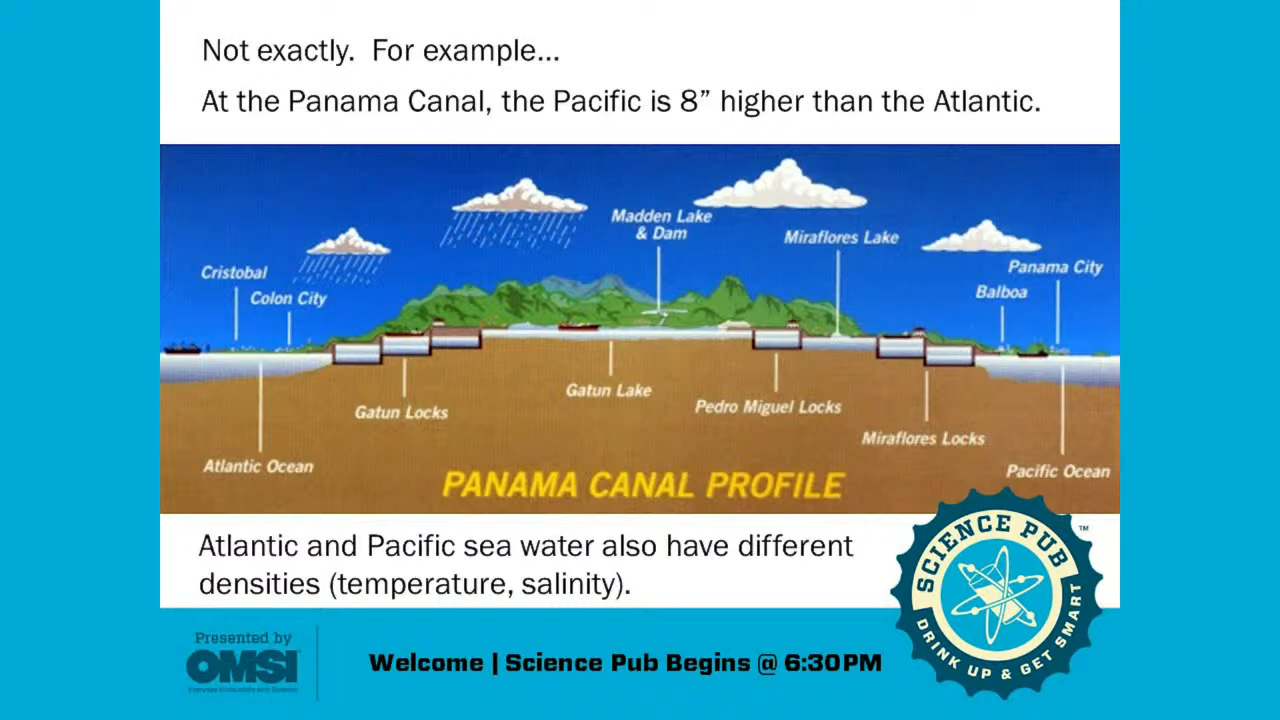 Not exactly.  For example...
At the Panama Canal, the Pacific is 8” higher than the Atlantic.
Madden Lake
& Dam
Miraflores Lake
Cristobal
Colon City
Panama City
Balboa
Gatun Lake
Gatun Locks
Pedro Miguel Locks
Miraflores Locks
Atlantic Ocean
Pacific Ocean
PANAMA CANAL PROFILE
Atlantic and Pacific sea water also have different
densities (temperature, salinity).
SCIENCE PUB
™
DRINK UP & GET SMART
Presented by
OMSI
Welcome | Science Pub Begins @ 6:30PM